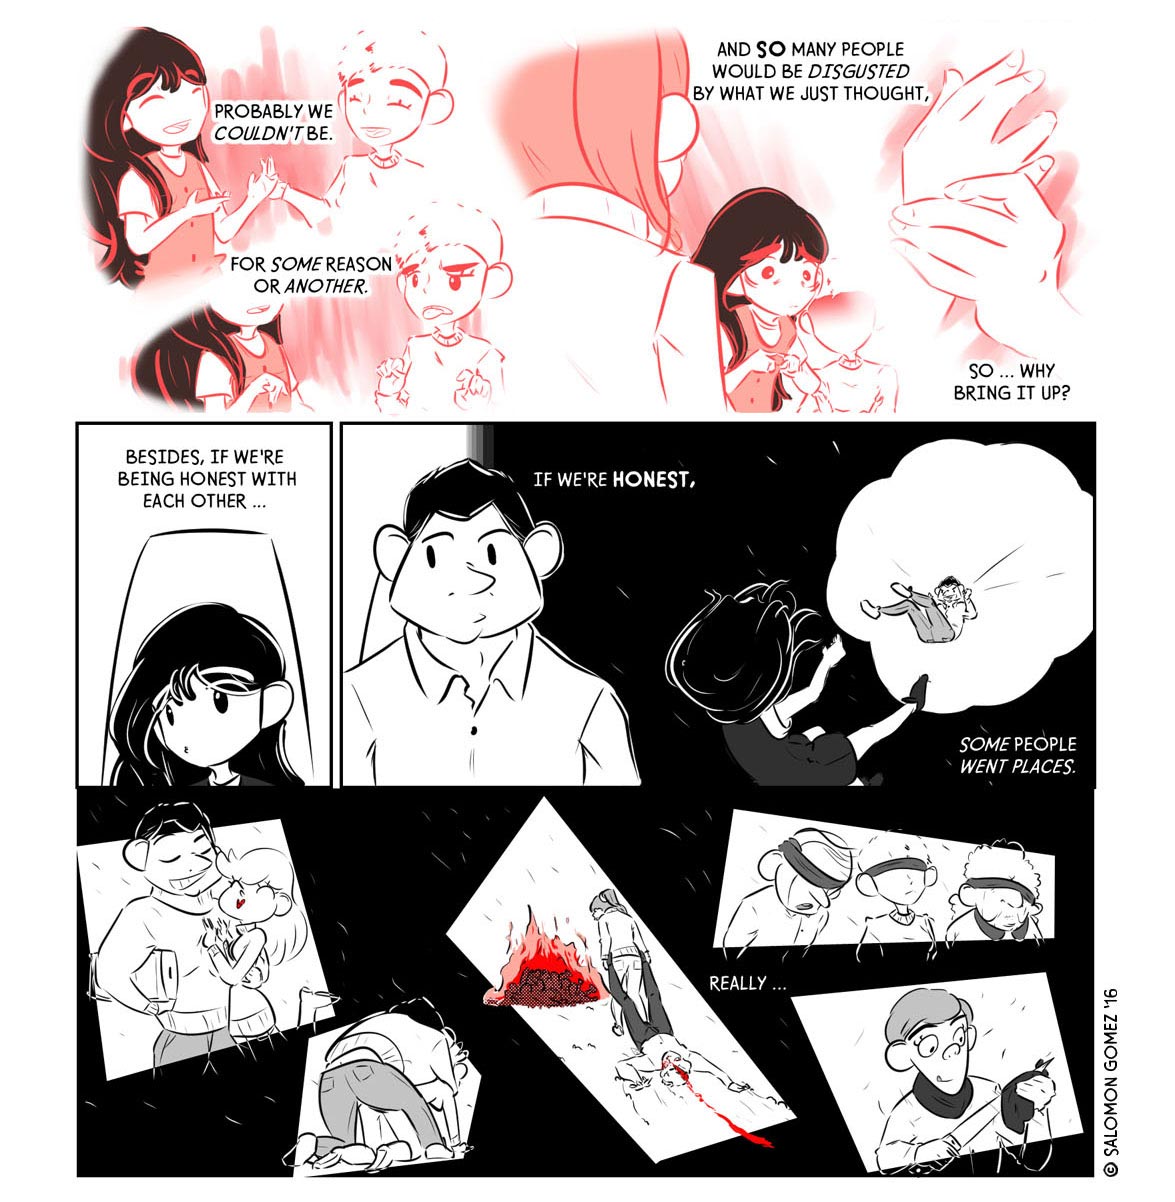 PROBABLY WE
COULDN'T BE.
FOR SOME REASON
OR ANOTHER.
AND SO MANY PEOPLE
WOULD BE DISGUSTED
BY WHAT WE JUST THOUGHT,
SO ... WHY
BRING IT UP?
BESIDES, IF WE'RE
BEING HONEST WITH
EACH OTHER ...
IF WE'RE HONEST,
SOME PEOPLE
WENT PLACES.
REALLY ...
© SALOMON GOMEZ '16